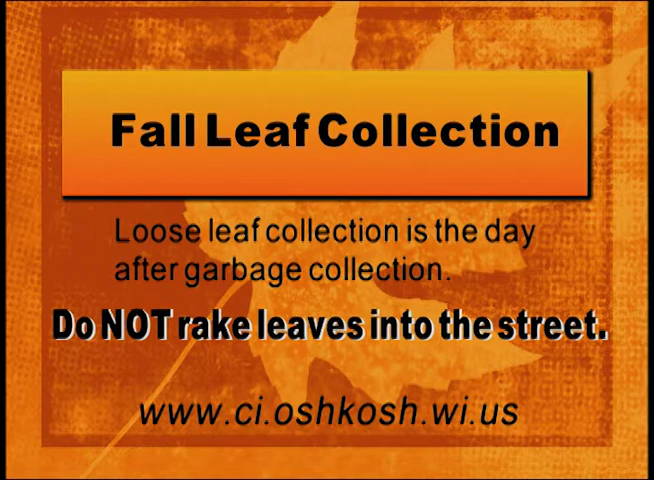 Fall Leaf Collection
Loose leaf collection is the day
after garbage collection.
Do NOT rake leaves into the street.
www.ci.oshkosh.wi.us